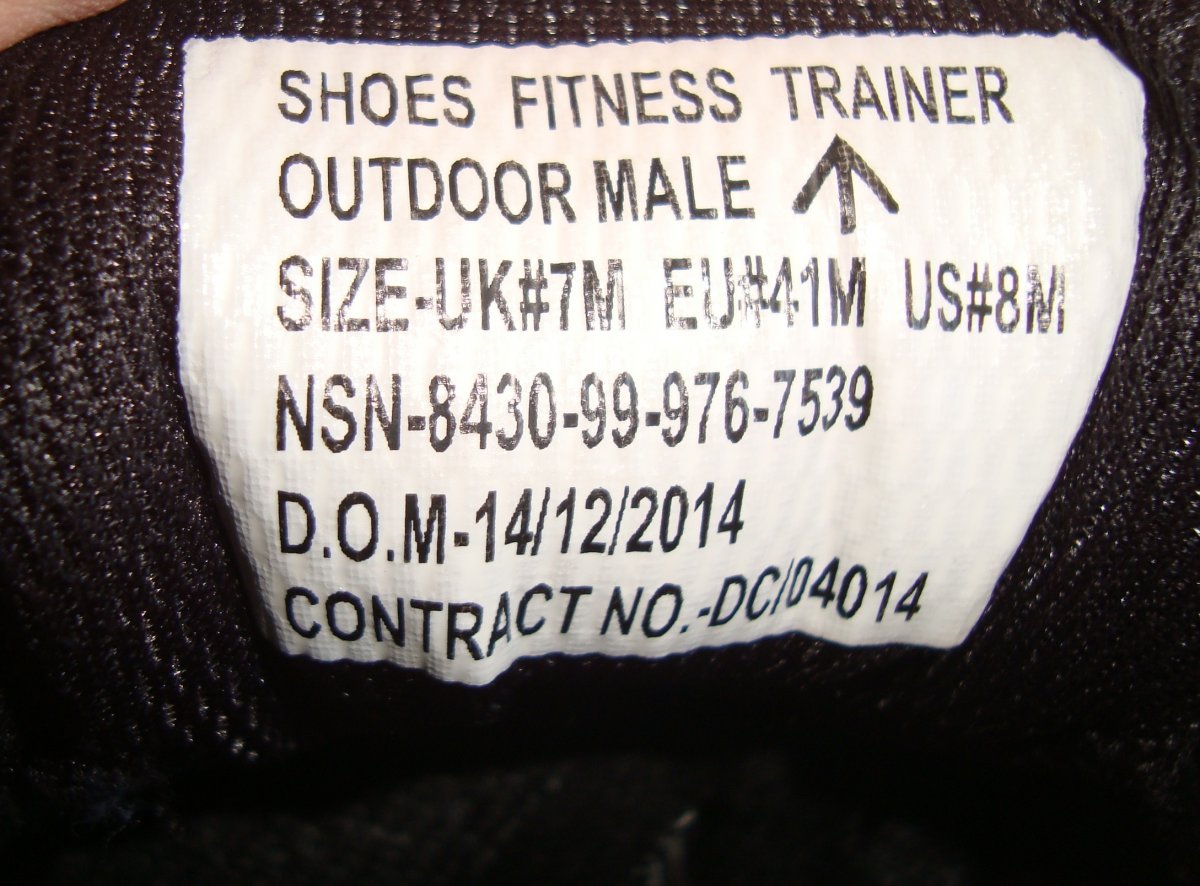 SHOES FITNESS TRAINER
OUTDOOR MALE ↑
SIZE-UK#7M EU#41M US#8M
NSN-8430-99-976-7539
D.O.M-14/12/2014
CONTRACT NO.-DC/04014